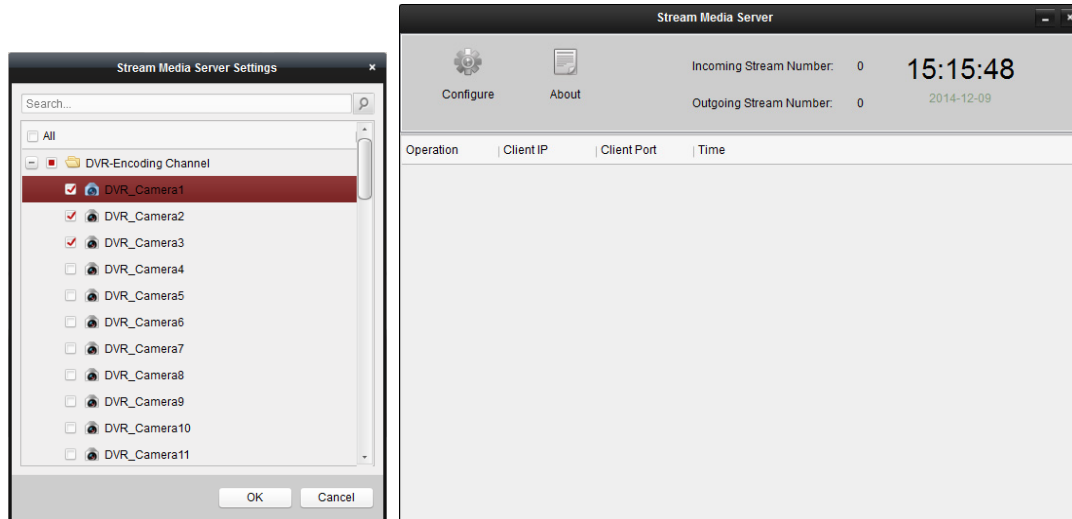 Stream Media Server Settings
Search...
All
DVR-Encoding Channel
DVR_Camera1
DVR_Camera2
DVR_Camera3
DVR_Camera4
DVR_Camera5
DVR_Camera6
DVR_Camera7
DVR_Camera8
DVR_Camera9
DVR_Camera10
DVR_Camera11
OK Cancel
Stream Media Server
Configure About
Incoming Stream Number: 0
Outgoing Stream Number: 0
15:15:48
2014-12-09
Operation Client IP Client Port Time